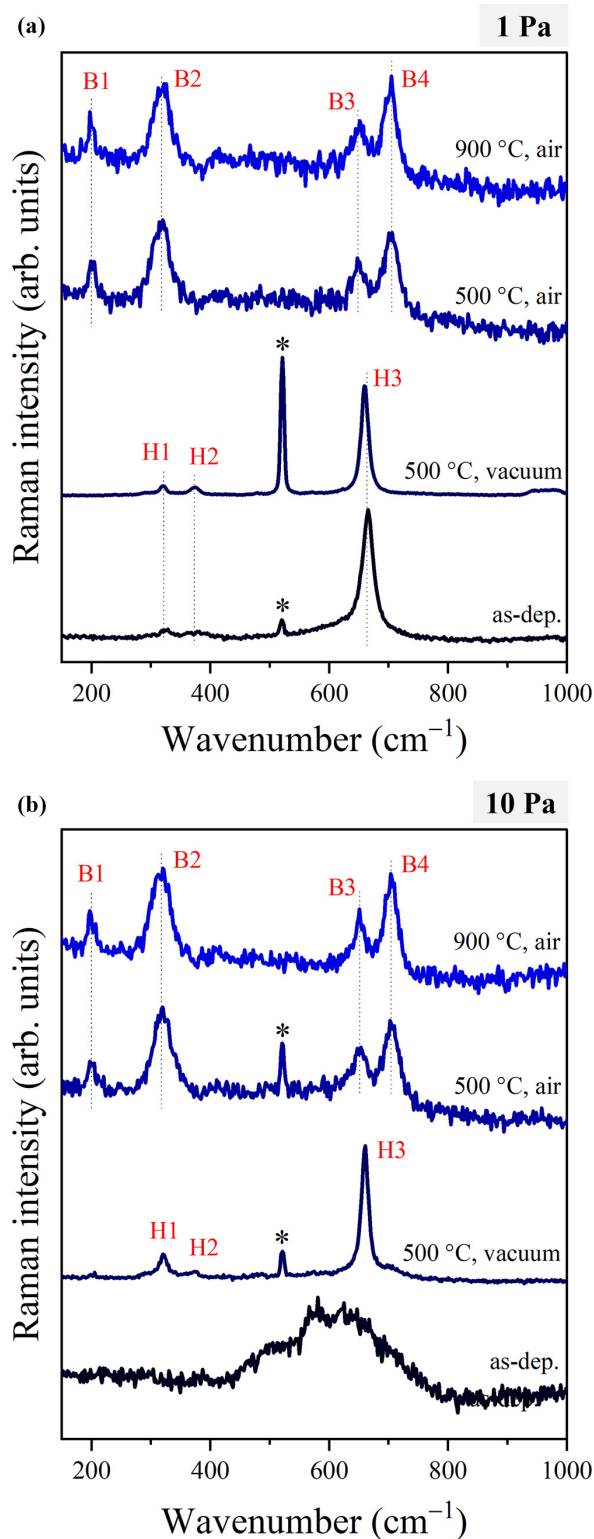 (a)
1 Pa
B1
B2
B3
B4
900 °C, air
500 °C, air
*
H3
H1
H2
500 °C, vacuum
*
as-dep.
Raman intensity (arb. units)
200
400
600
800
1000
Wavenumber (cm⁻¹)
(b)
10 Pa
B1
B2
B3
B4
900 °C, air
*
500 °C, air
H3
H1
H2
*
500 °C, vacuum
as-dep.
Raman intensity (arb. units)
200
400
600
800
1000
Wavenumber (cm⁻¹)